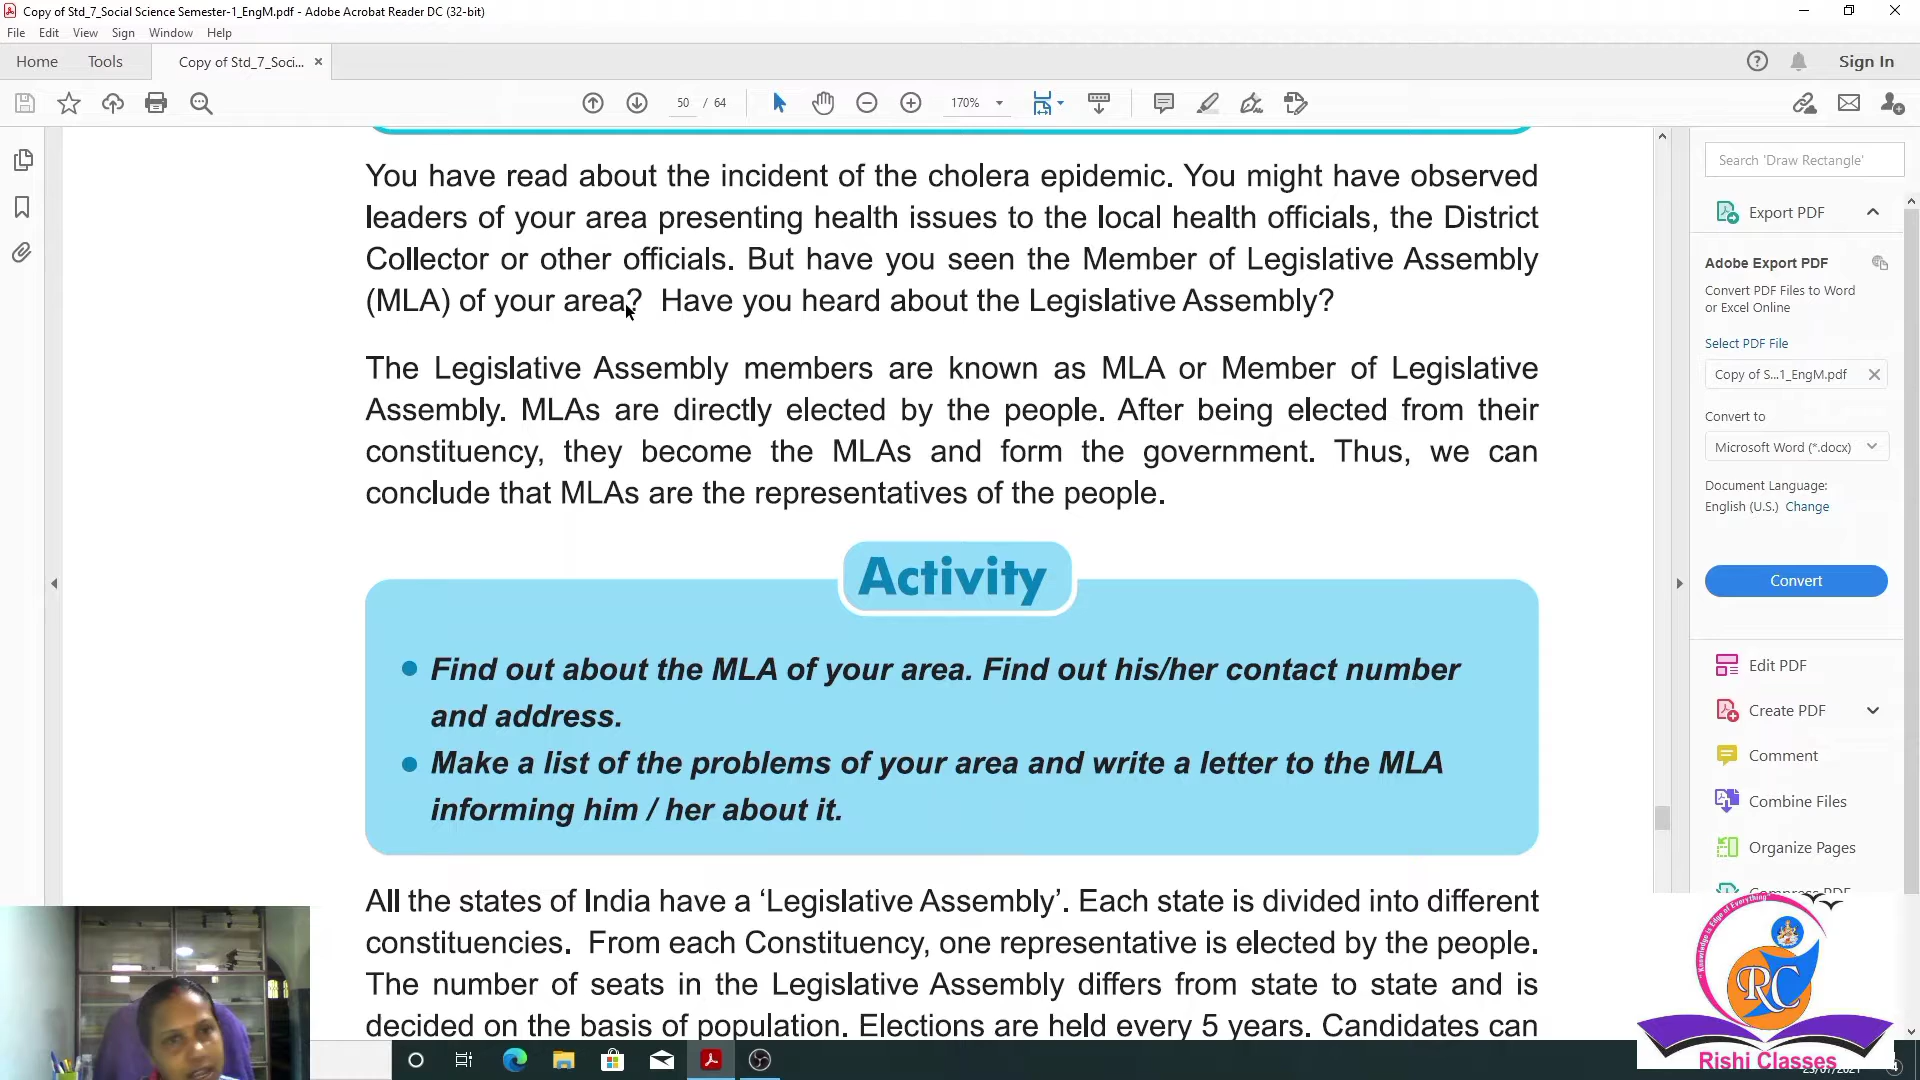 Copy of Std_7_Social Science Semester-1_EngM.pdf - Adobe Acrobat Reader DC (32-bit)
File Edit View Sign Window Help
Home Tools Copy of Std_7_Soci... Sign In
50 / 64 170%
You have read about the incident of the cholera epidemic. You might have observed
leaders of your area presenting health issues to the local health officials, the District
Collector or other officials. But have you seen the Member of Legislative Assembly
(MLA) of your area? Have you heard about the Legislative Assembly?
The Legislative Assembly members are known as MLA or Member of Legislative
Assembly. MLAs are directly elected by the people. After being elected from their
constituency, they become the MLAs and form the government. Thus, we can
conclude that MLAs are the representatives of the people.
Activity
• Find out about the MLA of your area. Find out his/her contact number
and address.
• Make a list of the problems of your area and write a letter to the MLA
informing him / her about it.
All the states of India have a ‘Legislative Assembly’. Each state is divided into different
constituencies. From each Constituency, one representative is elected by the people.
The number of seats in the Legislative Assembly differs from state to state and is
decided on the basis of population. Elections are held every 5 years. Candidates can
Search 'Draw Rectangle'
Export PDF
Adobe Export PDF
Convert PDF Files to Word
or Excel Online
Select PDF File
Copy of S...1_EngM.pdf
Convert to
Microsoft Word (*.docx)
Document Language:
English (U.S.) Change
Convert
Edit PDF
Create PDF
Comment
Combine Files
Organize Pages
Compress PDF
"Knowledge is Edge of Everything"
RC
Rishi Classes